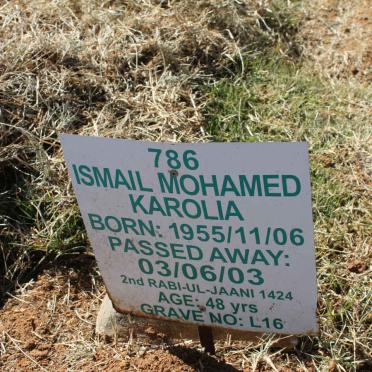 786
ISMAIL MOHAMED
KAROLIA
BORN: 1955/11/06
PASSED AWAY:
03/06/03
2nd RABI-UL-JAANI 1424
AGE: 48 yrs
GRAVE NO: L16